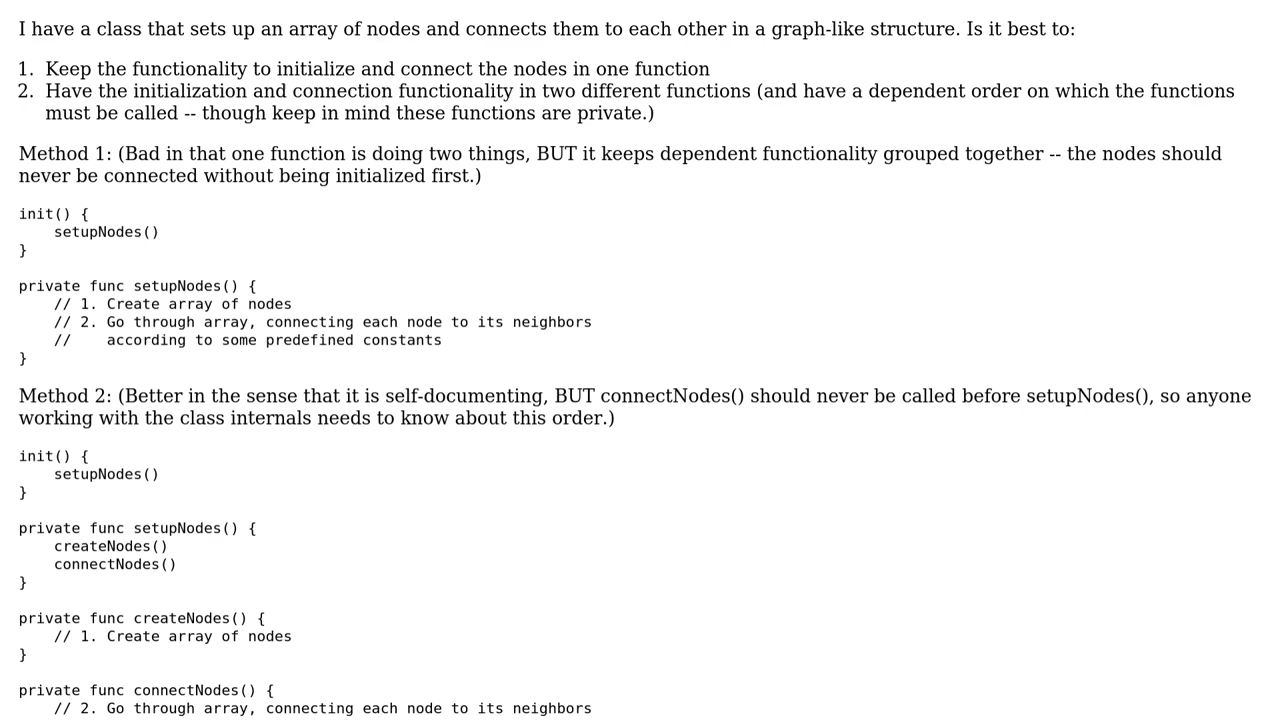 I have a class that sets up an array of nodes and connects them to each other in a graph-like structure. Is it best to:
1. Keep the functionality to initialize and connect the nodes in one function
2. Have the initialization and connection functionality in two different functions (and have a dependent order on which the functions
must be called -- though keep in mind these functions are private.)
Method 1: (Bad in that one function is doing two things, BUT it keeps dependent functionality grouped together -- the nodes should
never be connected without being initialized first.)
init() {
    setupNodes()
}
private func setupNodes() {
    // 1. Create array of nodes
    // 2. Go through array, connecting each node to its neighbors
    //    according to some predefined constants
}
Method 2: (Better in the sense that it is self-documenting, BUT connectNodes() should never be called before setupNodes(), so anyone
working with the class internals needs to know about this order.)
init() {
    setupNodes()
}
private func setupNodes() {
    createNodes()
    connectNodes()
}
private func createNodes() {
    // 1. Create array of nodes
}
private func connectNodes() {
    // 2. Go through array, connecting each node to its neighbors